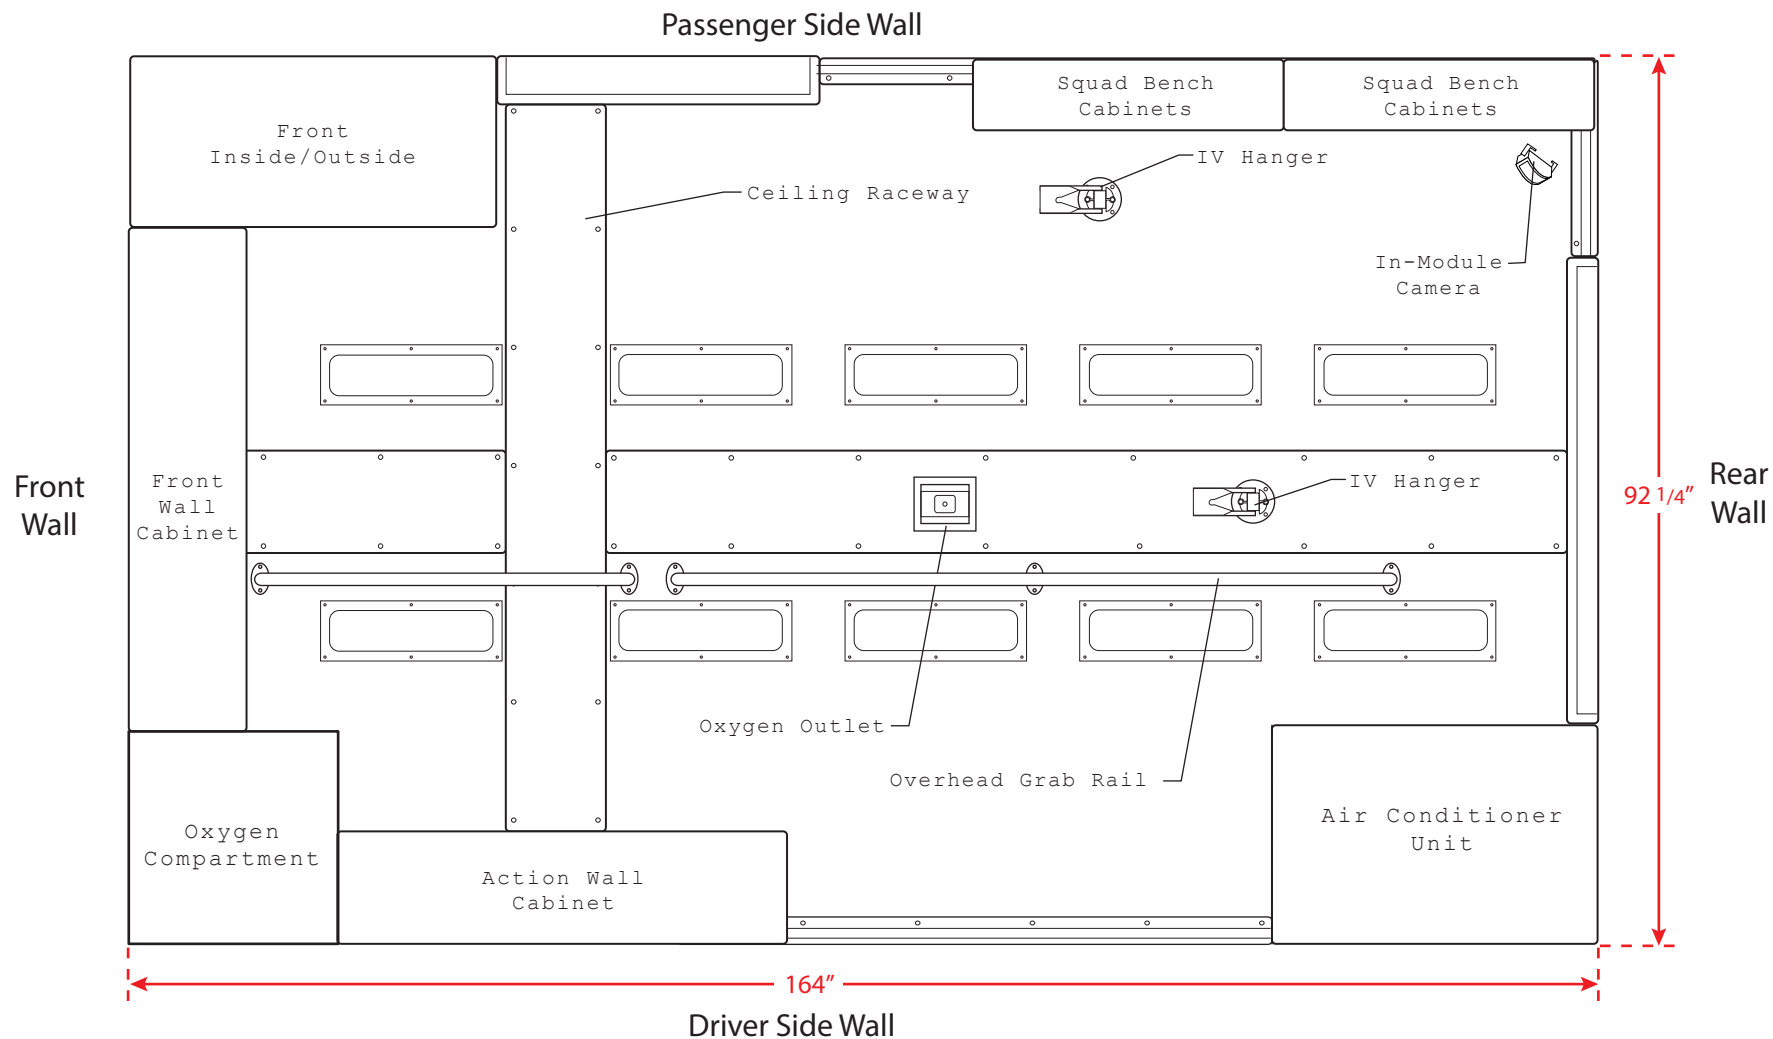 Passenger Side Wall
Squad Bench
Cabinets
Squad Bench
Cabinets
Front
Inside/Outside
IV Hanger
Ceiling Raceway
In-Module
Camera
Front
Wall
Front
Wall
Cabinet
IV Hanger
92 1/4”
Rear
Wall
Oxygen Outlet
Overhead Grab Rail
Oxygen
Compartment
Air Conditioner
Unit
Action Wall
Cabinet
164”
Driver Side Wall